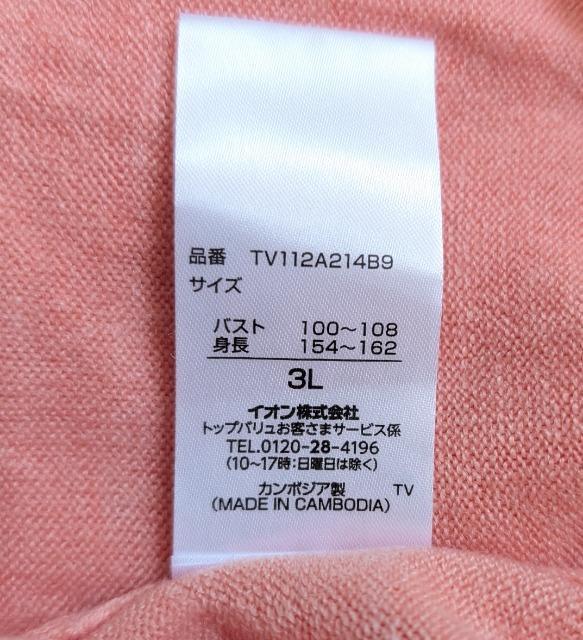 品番 TV112A214B9
サイズ
バスト 100～108
身長 154～162
3L
イオン株式会社
トップバリュお客さまサービス係
TEL.0120-28-4196
(10～17時:日曜日は除く)
カンボジア製 TV
(MADE IN CAMBODIA)